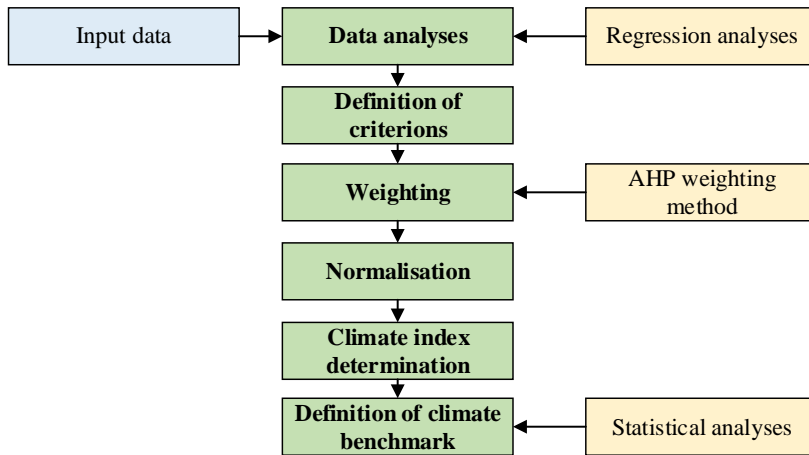 Input data
Data analyses
Regression analyses
Definition of
criterions
Weighting
AHP weighting
method
Normalisation
Climate index
determination
Definition of climate
benchmark
Statistical analyses